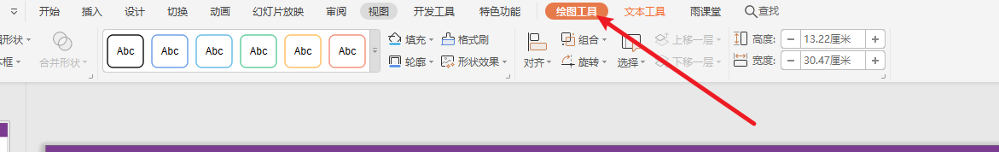 开始 插入 设计 切换 动画 幻灯片放映 审阅 视图 开发工具 特色功能 绘图工具 文本工具 雨课堂 查找
形状 填充 格式刷 组合 上移一层 高度: 13.22厘米
Abc Abc Abc Abc Abc Abc
本框 合并形状 轮廓 形状效果 对齐 旋转 选择 下移一层 宽度: 30.47厘米